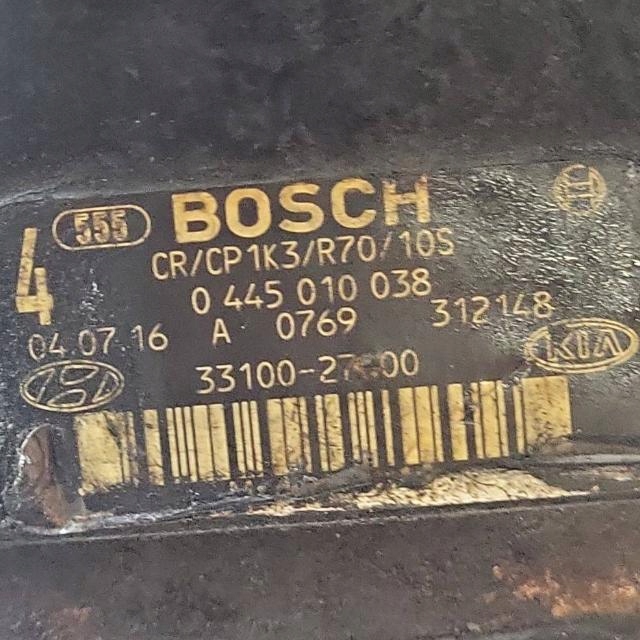 555 BOSCH
4
CR/CP1K3/R70/10S
0 445 010 038
04.07.16 A 0769 312148
KIA